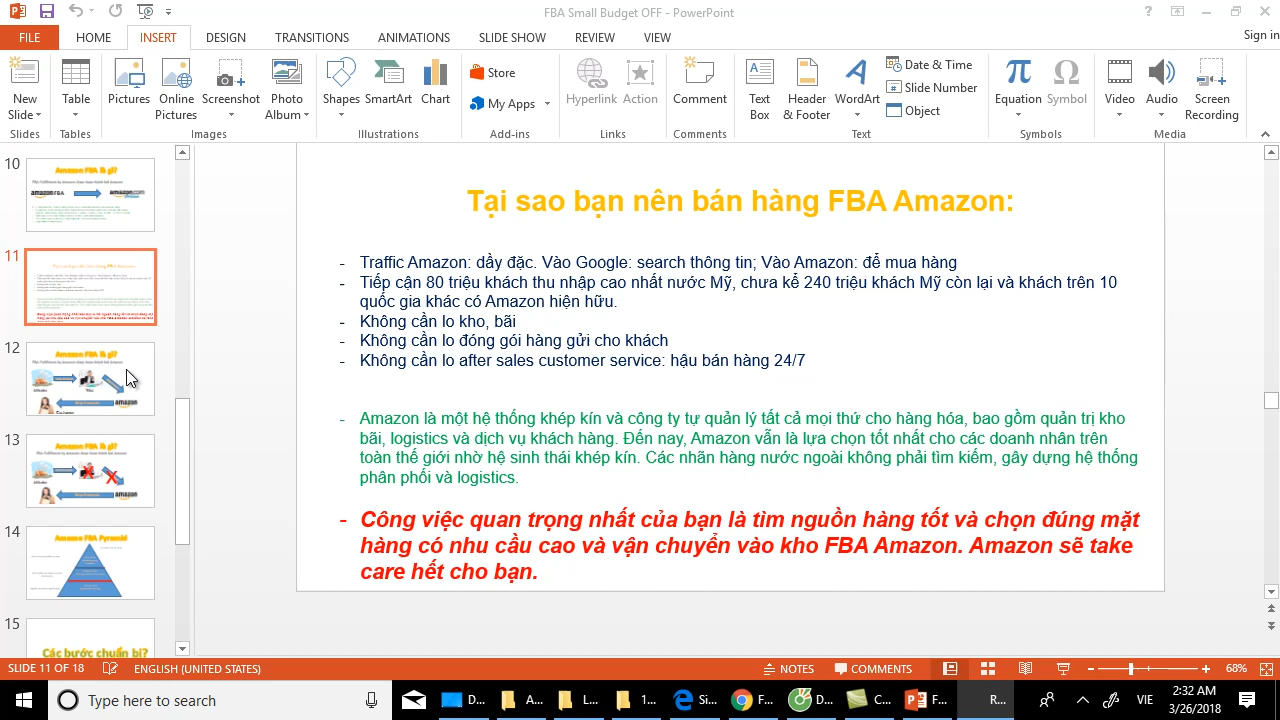 FBA Small Budget OFF - PowerPoint
FILE HOME INSERT DESIGN TRANSITIONS ANIMATIONS SLIDE SHOW REVIEW VIEW Sign in
New Slide
Table
Pictures
Online Pictures
Screenshot
Photo Album
Shapes
SmartArt
Chart
Store
My Apps
Hyperlink
Action
Comment
Text Box
Header & Footer
WordArt
Date & Time
Slide Number
Object
Equation
Symbol
Video
Audio
Screen Recording
Slides Tables Images Illustrations Add-ins Links Comments Text Symbols Media
10
Amazon FBA là gì?
11
12
Amazon FBA là gì?
13
Amazon FBA là gì?
14
Amazon FBA Pyramid
15
Các bước chuẩn bị?
Tại sao bạn nên bán hàng FBA Amazon:
- Traffic Amazon: dậy đà. Vào Google: search thông tin, vào Amazon: để mua hàng
- Tiếp cận 80 triệu khách thu nhập cao nhất nước Mỹ, chưa kể 240 triệu khách Mỹ còn lại và khách trên 10
quốc gia khác có Amazon hiện hữu.
- Không cần lo kho, bãi
- Không cần lo đóng gói hàng gửi cho khách
- Không cần lo after sales customer service: hậu bán hàng 24/7
- Amazon là một hệ thống khép kín và công ty tự quản lý tất cả mọi thứ cho hàng hóa, bao gồm quản trị kho
bãi, logistics và dịch vụ khách hàng. Đến nay, Amazon vẫn là lựa chọn tốt nhất cho các doanh nhân trên
toàn thế giới nhờ hệ sinh thái khép kín. Các nhãn hàng nước ngoài không phải tìm kiếm, gây dựng hệ thống
phân phối và logistics.
- Công việc quan trọng nhất của bạn là tìm nguồn hàng tốt và chọn đúng mặt
hàng có nhu cầu cao và vận chuyển vào kho FBA Amazon. Amazon sẽ take
care hết cho bạn.
SLIDE 11 OF 18 ENGLISH (UNITED STATES) NOTES COMMENTS 68%
Type here to search D... A... L... 1... Si... F... D... C... F... R... VIE 2:32 AM
3/26/2018